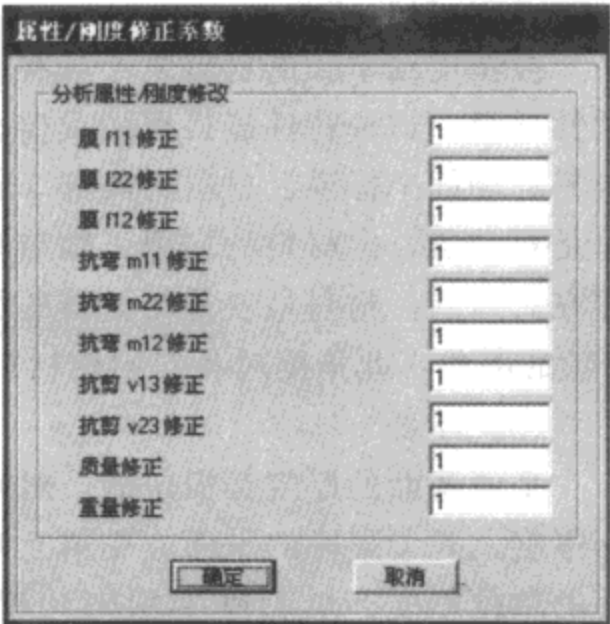 属性/刚度修正系数
分析属性/刚度修改
膜 f11 修正 1
膜 f22 修正 1
膜 f12 修正 1
抗弯 m11 修正 1
抗弯 m22 修正 1
抗弯 m12 修正 1
抗剪 v13 修正 1
抗剪 v23 修正 1
质量修正 1
重量修正 1
确定 取消